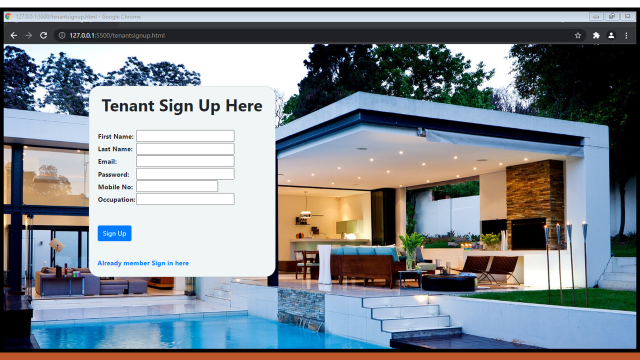 127.0.0.1:5500/tenantsignup.html - Google Chrome
127.0.0.1:5500/tenantsignup.html
Tenant Sign Up Here
First Name:
Last Name:
Email:
Password:
Mobile No:
Occupation:
Sign Up
Already member Sign in here